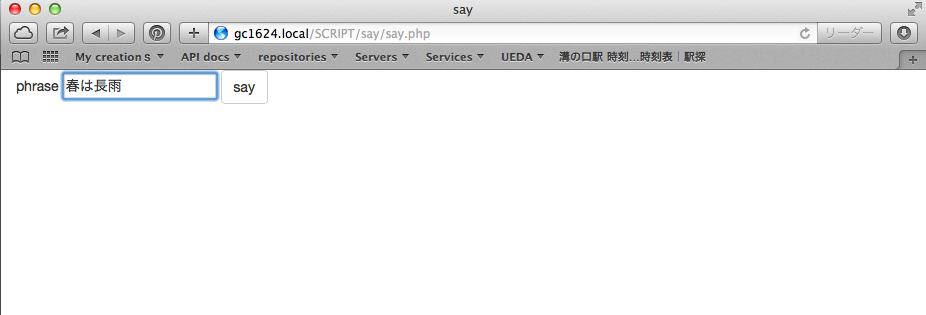 say
gc1624.local/SCRIPT/say/say.php リーダー
My creationｓ API docs repositories Servers Services UEDA 溝の口駅 時刻...時刻表｜駅探
phrase 春は長雨 say